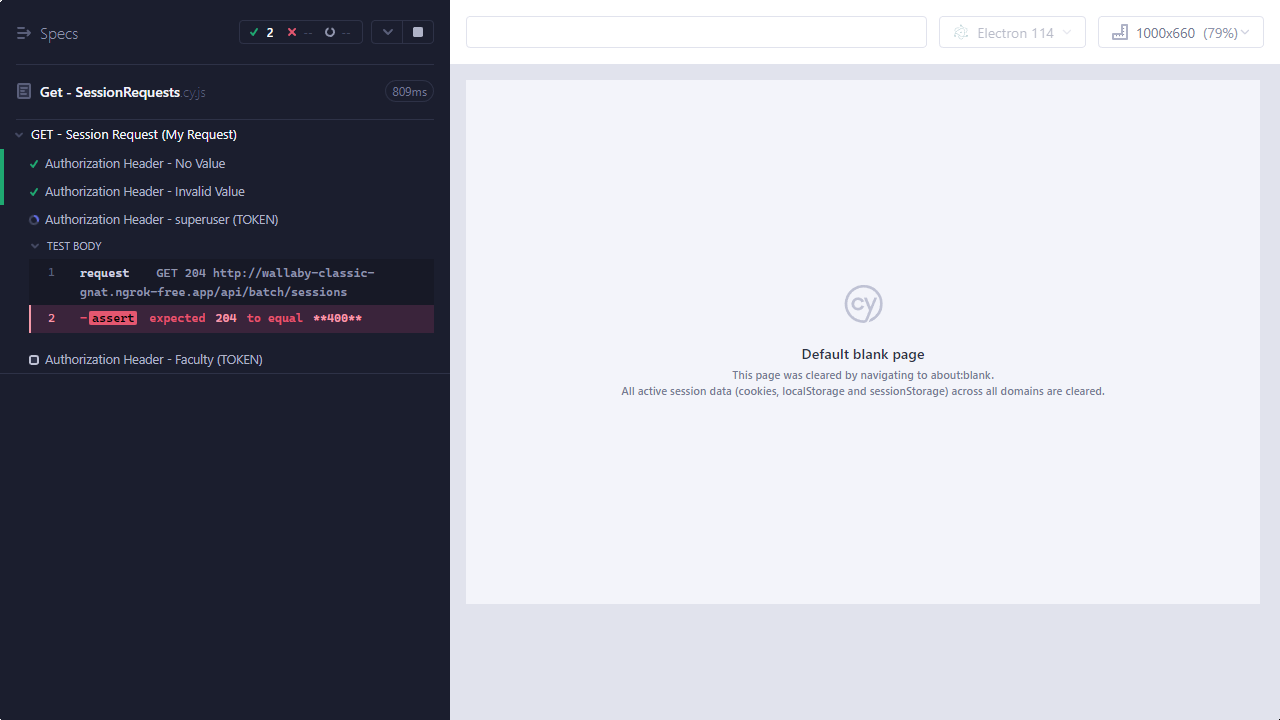 Specs
2 -- --
Electron 114
1000x660 (79%)
Get - SessionRequests.cy.js
809ms
GET - Session Request (My Request)
Authorization Header - No Value
Authorization Header - Invalid Value
Authorization Header - superuser (TOKEN)
TEST BODY
1 request GET 204 http://wallaby-classic-
gnat.ngrok-free.app/api/batch/sessions
2 -assert expected 204 to equal **400**
Authorization Header - Faculty (TOKEN)
cy
Default blank page
This page was cleared by navigating to about:blank.
All active session data (cookies, localStorage and sessionStorage) across all domains are cleared.